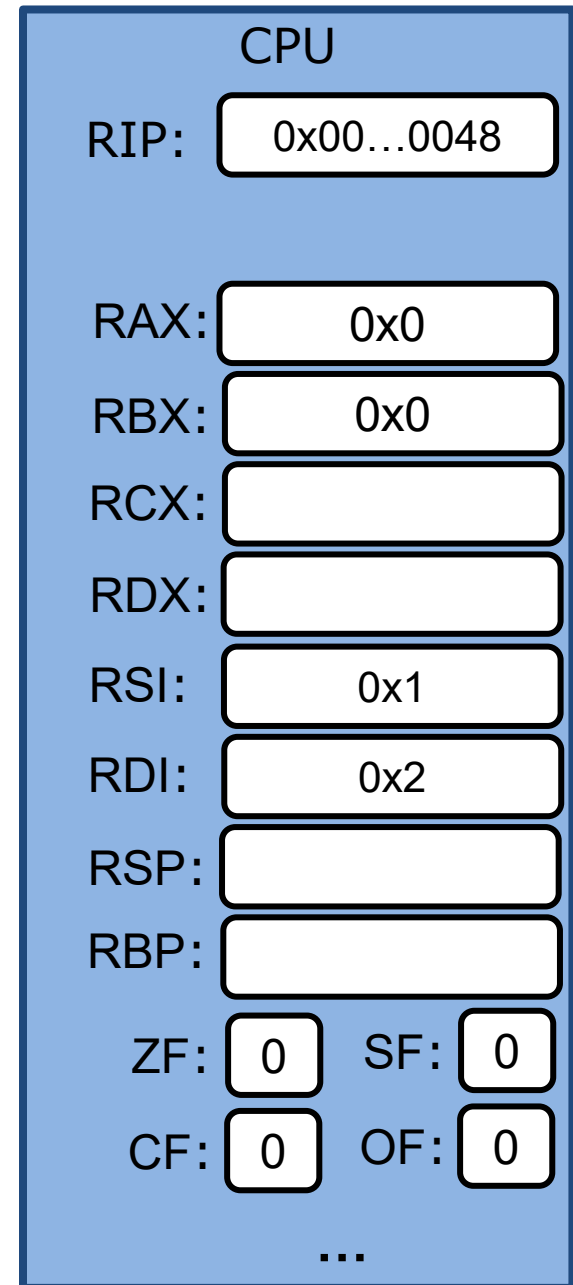 CPU
RIP: 0x00…0048
RAX: 0x0
RBX: 0x0
RCX:
RDX:
RSI: 0x1
RDI: 0x2
RSP:
RBP:
ZF: 0 SF: 0
CF: 0 OF: 0
…